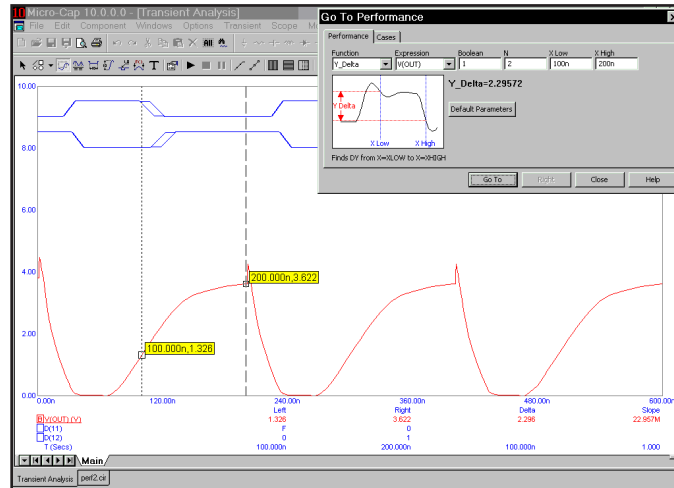 Micro-Cap 10.0.0.0 - [Transient Analysis]
File Edit Component Windows Options Transient Scope
Go To Performance
Performance Cases
Function Expression Boolean N X Low X High
Y_Delta V(OUT) 1 2 100n 200n
Y_Delta=2.29572
Y Delta
X Low X High
Default Parameters
Finds DY from X=XLOW to X=XHIGH
Go To Right Close Help
10.00
8.00
6.00
4.00
2.00
0.00
200.000n,3.622
100.000n,1.326
0.00n 120.00n 240.00n 360.00n 480.00n 600.00n
Left Right Delta Slope
V(OUT) (V) 1.326 3.622 2.296 22.957M
D(11) F 0
D(12) 0 1
T (Secs) 100.000n 200.000n 100.000n 1.000
Main
Transient Analysis perf2.cir